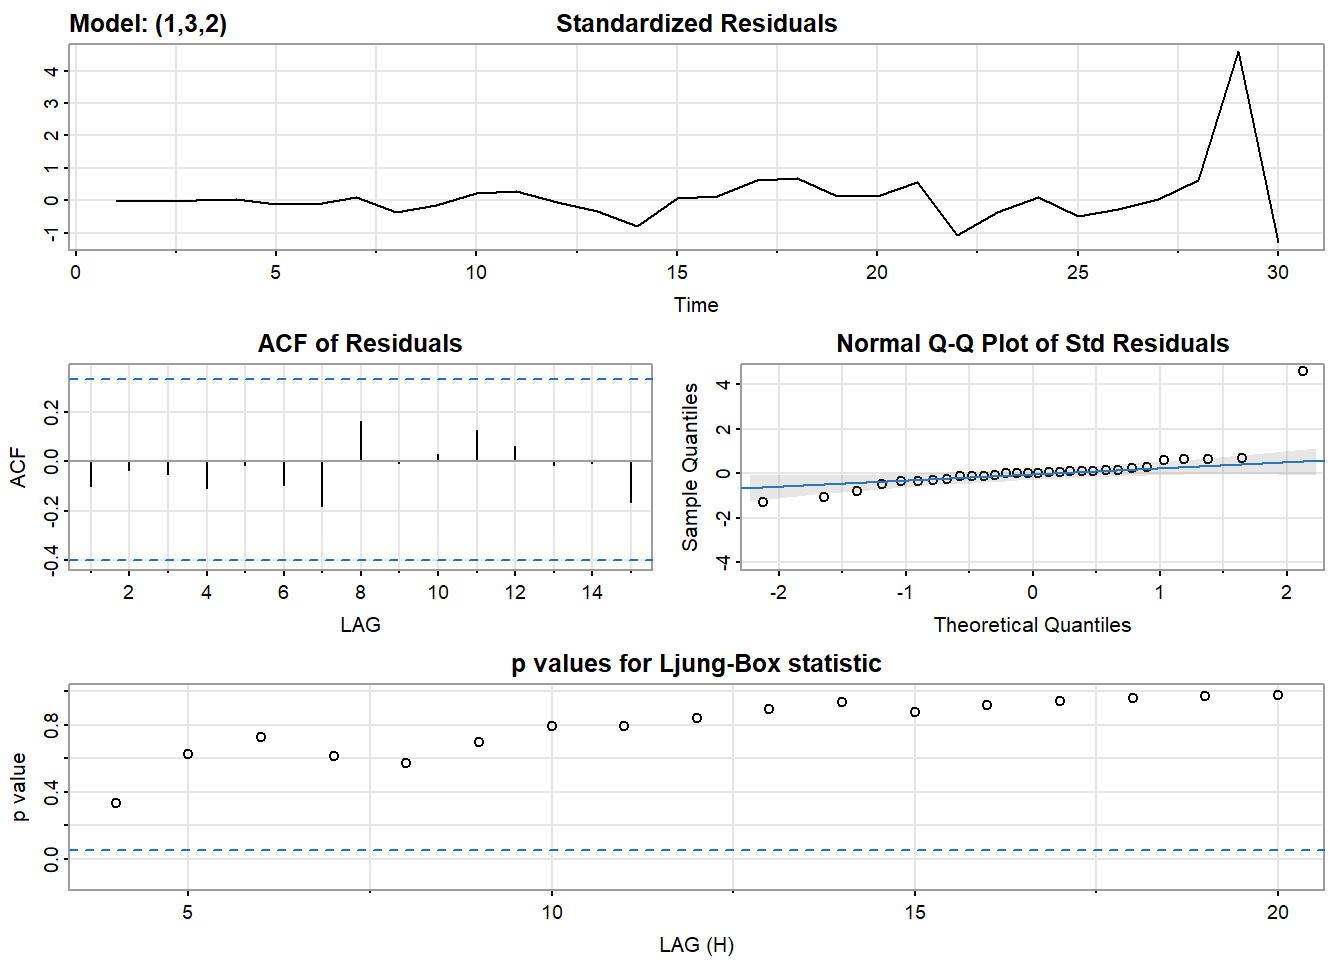 Model: (1,3,2) Standardized Residuals
4
3
2
1
0
-1
0 5 10 15 20 25 30
Time
ACF of Residuals
ACF
0.2
0.0
-0.2
-0.4
2 4 6 8 10 12 14
LAG
Normal Q-Q Plot of Std Residuals
Sample Quantiles
4
2
0
-2
-4
-2 -1 0 1 2
Theoretical Quantiles
p values for Ljung-Box statistic
p value
0.8
0.4
0.0
5 10 15 20
LAG (H)